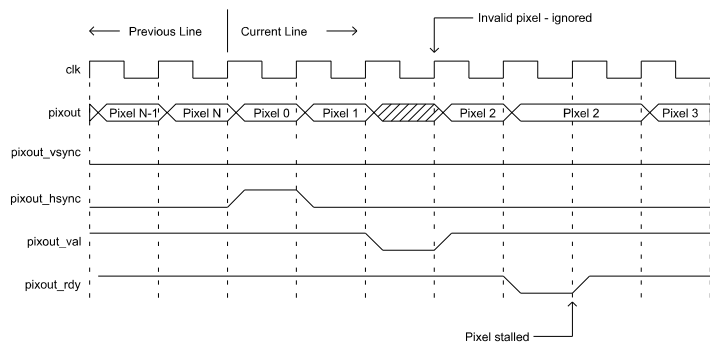 Invalid pixel - ignored
Previous Line
Current Line
clk
pixout
Pixel N-1
Pixel N
Pixel 0
Pixel 1
Pixel 2
Pixel 2
Pixel 3
pixout_vsync
pixout_hsync
pixout_val
pixout_rdy
Pixel stalled